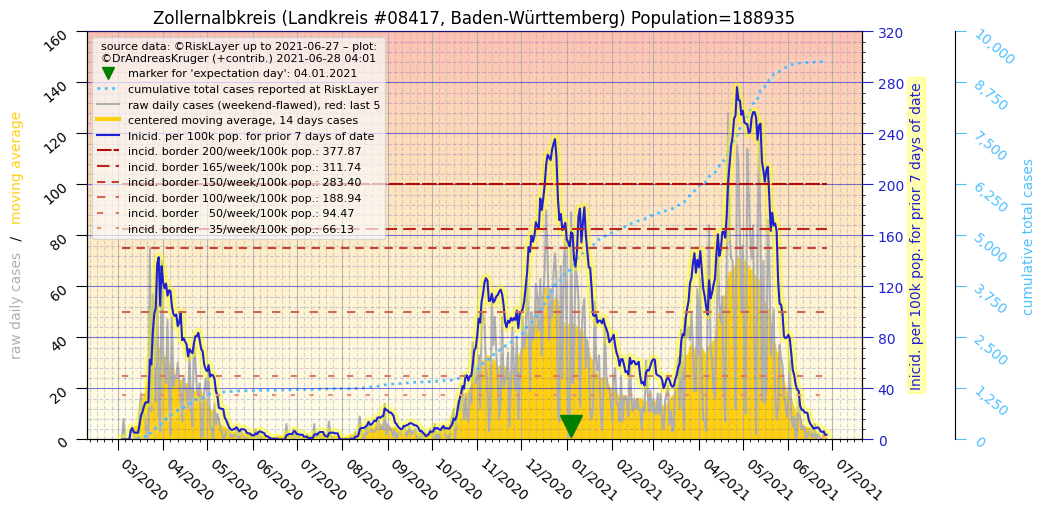 Zollernalbkreis (Landkreis #08417, Baden-Württemberg) Population=188935
source data: ©RiskLayer up to 2021-06-27 – plot:
©DrAndreasKruger (+contrib.) 2021-06-28 04:01
marker for 'expectation day': 04.01.2021
cumulative total cases reported at RiskLayer
raw daily cases (weekend-flawed), red: last 5
centered moving average, 14 days cases
Inicid. per 100k pop. for prior 7 days of date
incid. border 200/week/100k pop.: 377.87
incid. border 165/week/100k pop.: 311.74
incid. border 150/week/100k pop.: 283.40
incid. border 100/week/100k pop.: 188.94
incid. border 50/week/100k pop.: 94.47
incid. border 35/week/100k pop.: 66.13
raw daily cases / moving average
160
140
120
100
80
60
40
20
0
320
280
240
200
160
120
80
40
0
Inicid. per 100k pop. for prior 7 days of date
10,000
8,750
7,500
6,250
5,000
3,750
2,500
1,250
0
cumulative total cases
03/2020
04/2020
05/2020
06/2020
07/2020
08/2020
09/2020
10/2020
11/2020
12/2020
01/2021
02/2021
03/2021
04/2021
05/2021
06/2021
07/2021